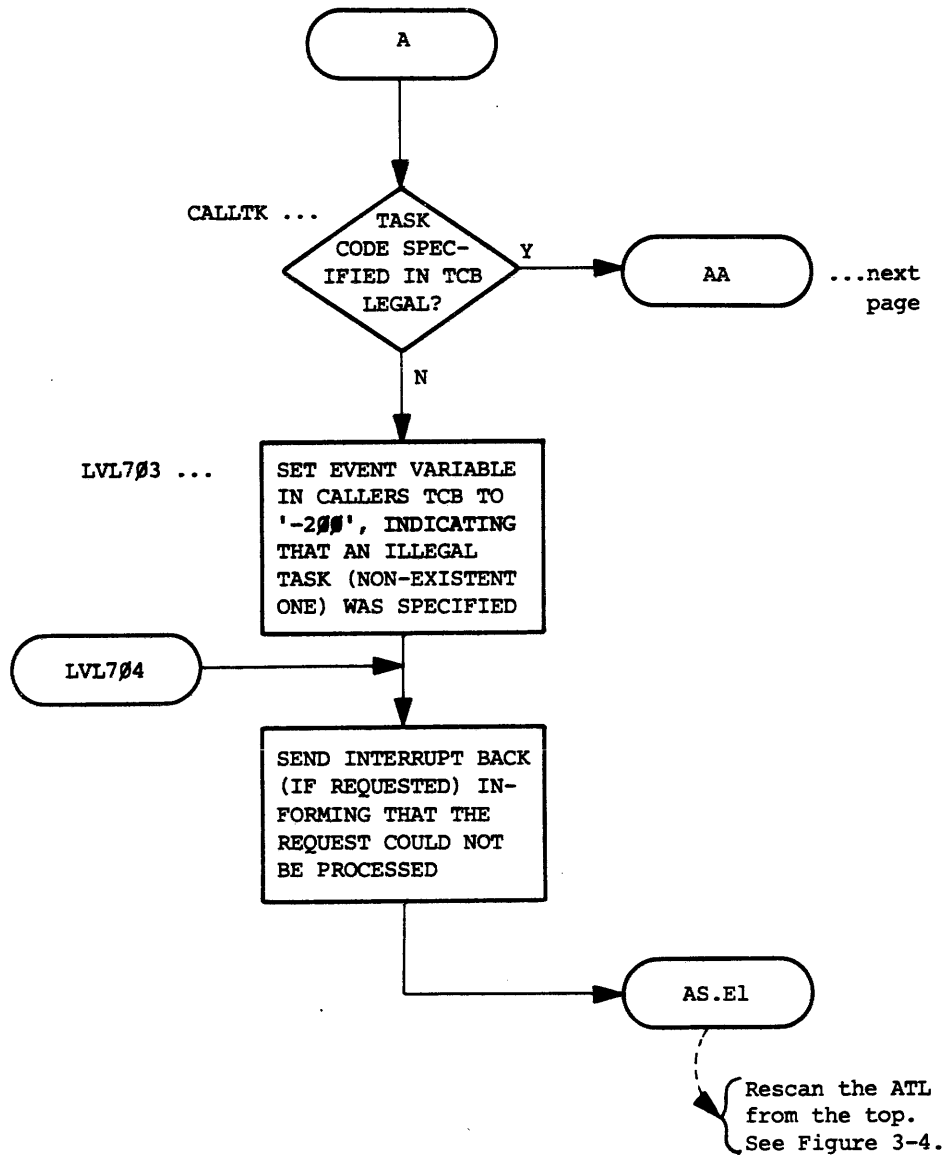 A
CALLTK ...
TASK
CODE SPEC-
IFIED IN TCB
LEGAL?
Y
AA
...next
page
N
LVL7Ø3 ...
SET EVENT VARIABLE
IN CALLERS TCB TO
'-2ØØ', INDICATING
THAT AN ILLEGAL
TASK (NON-EXISTENT
ONE) WAS SPECIFIED
LVL7Ø4
SEND INTERRUPT BACK
(IF REQUESTED) IN-
FORMING THAT THE
REQUEST COULD NOT
BE PROCESSED
AS.E1
Rescan the ATL
from the top.
See Figure 3-4.